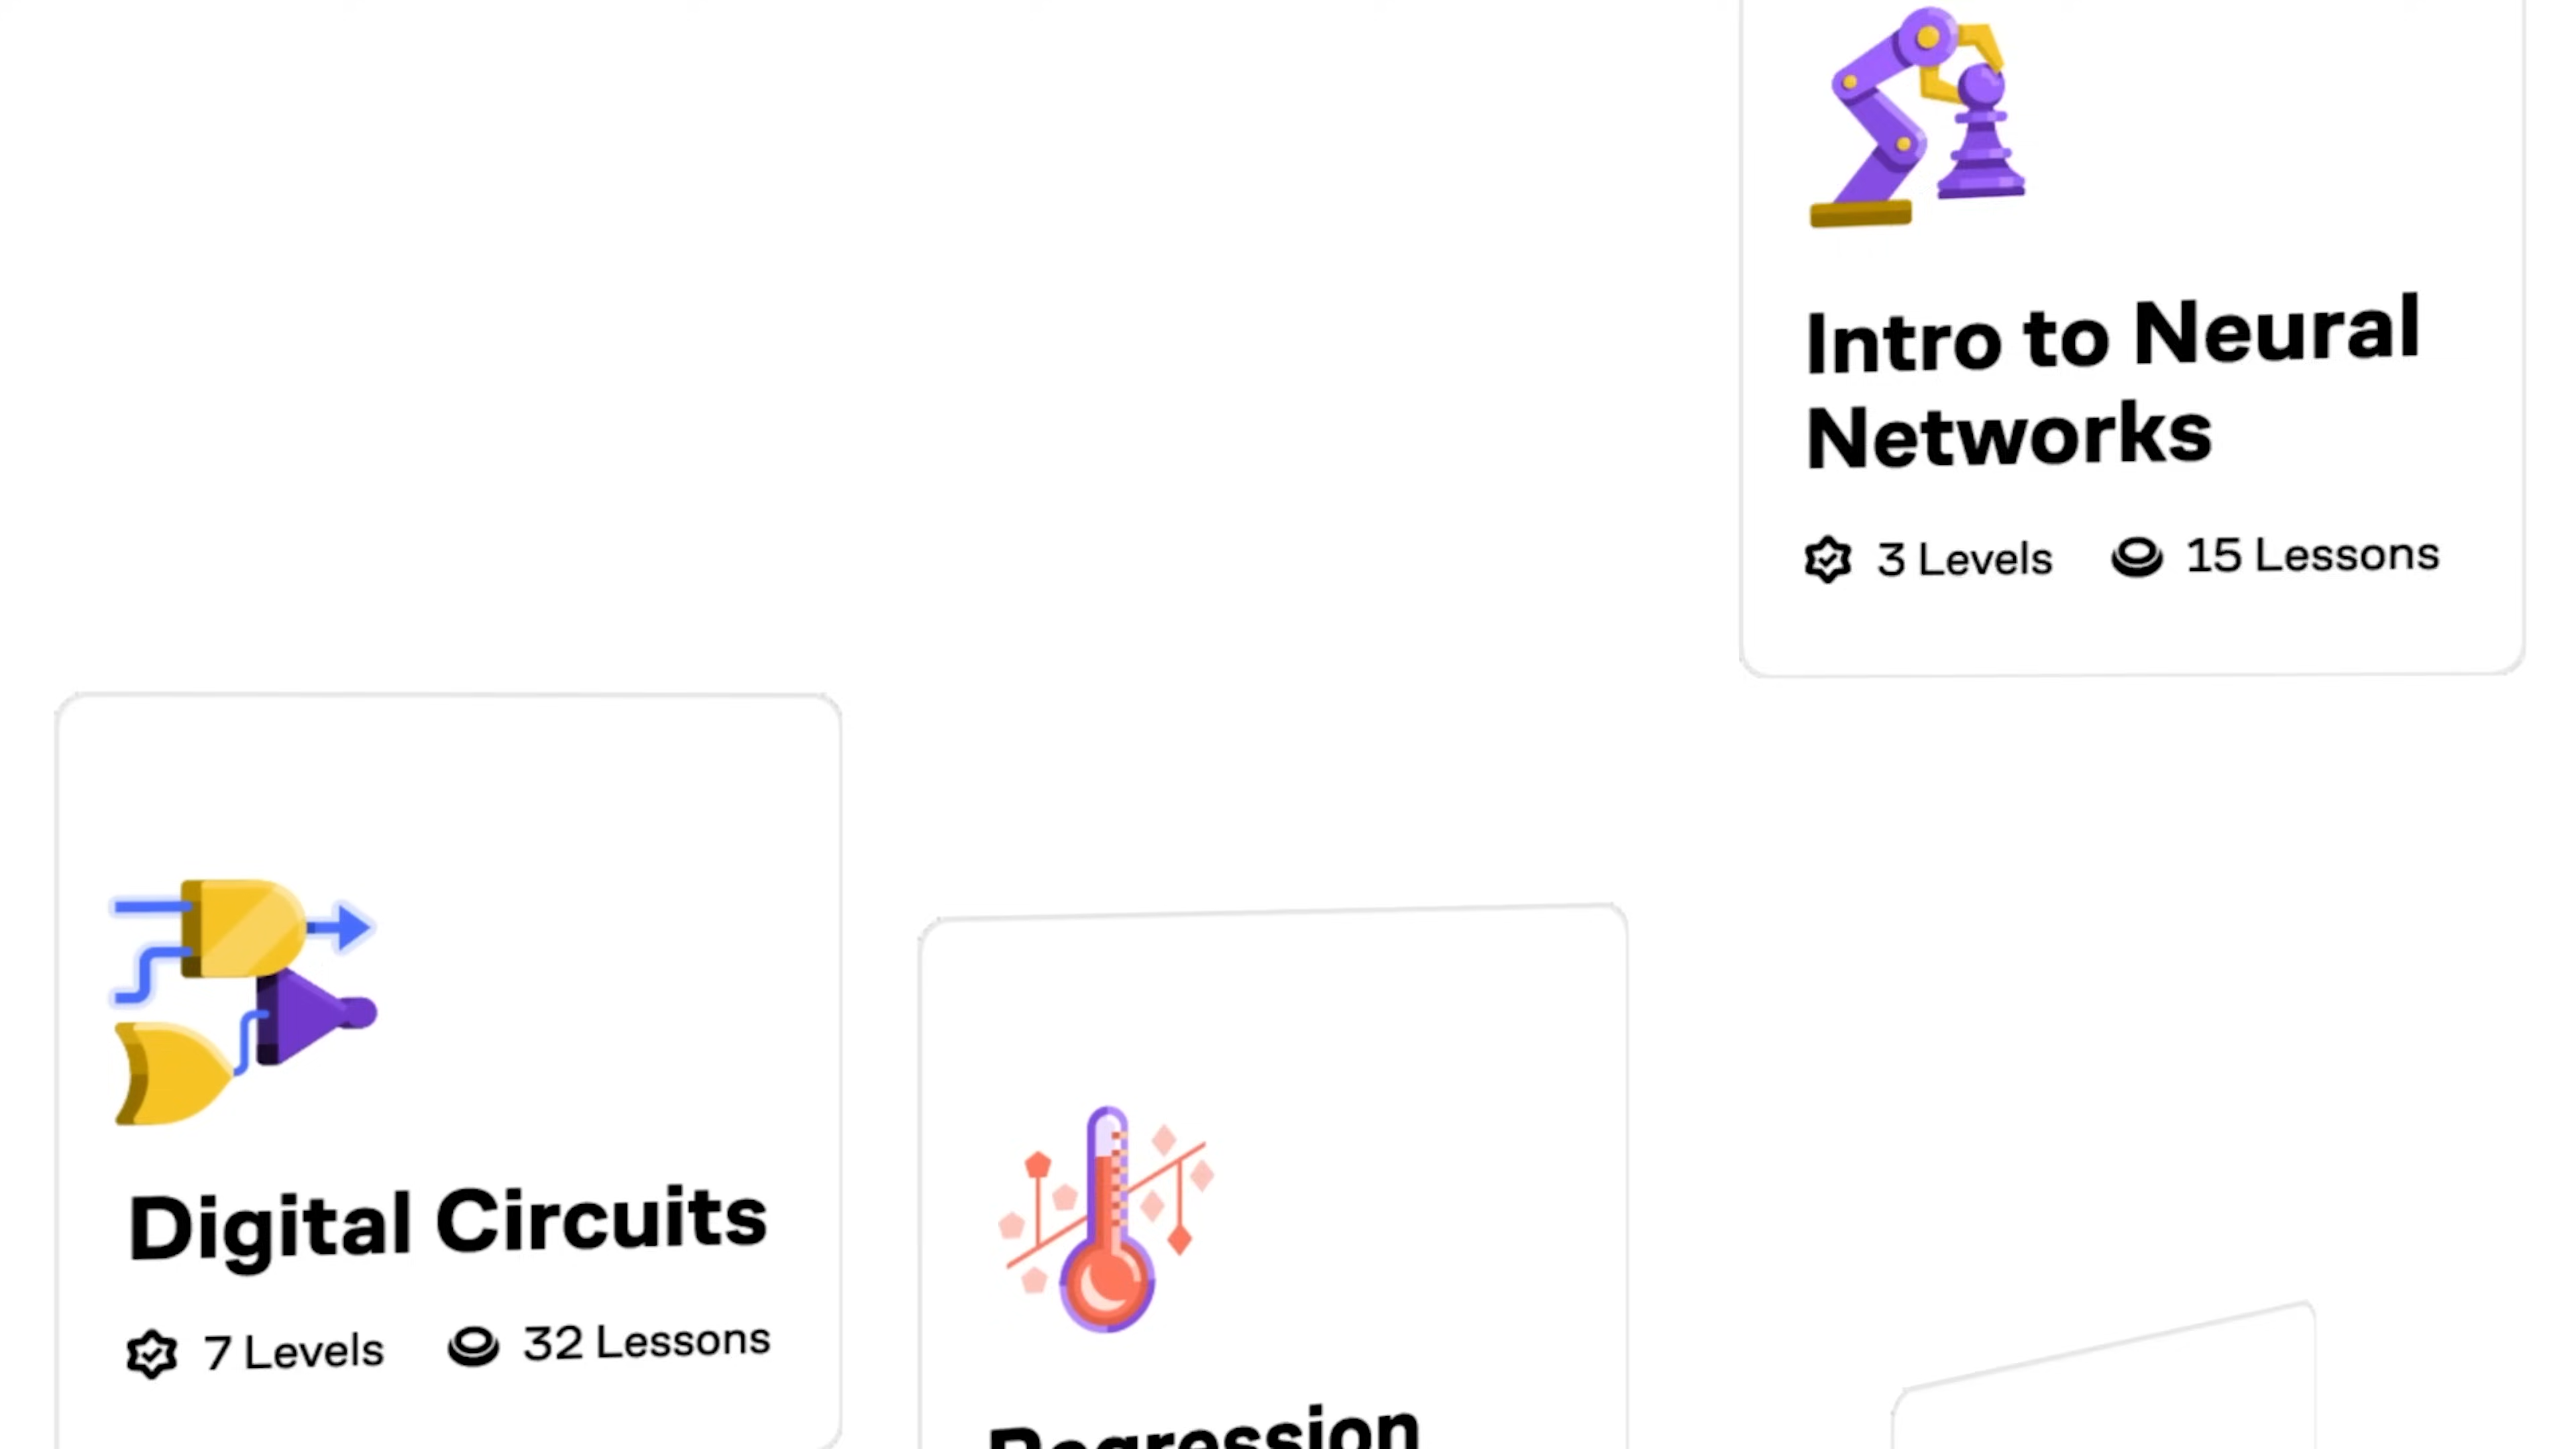 Intro to Neural
Networks
3 Levels 15 Lessons
Digital Circuits
7 Levels 32 Lessons
Regression